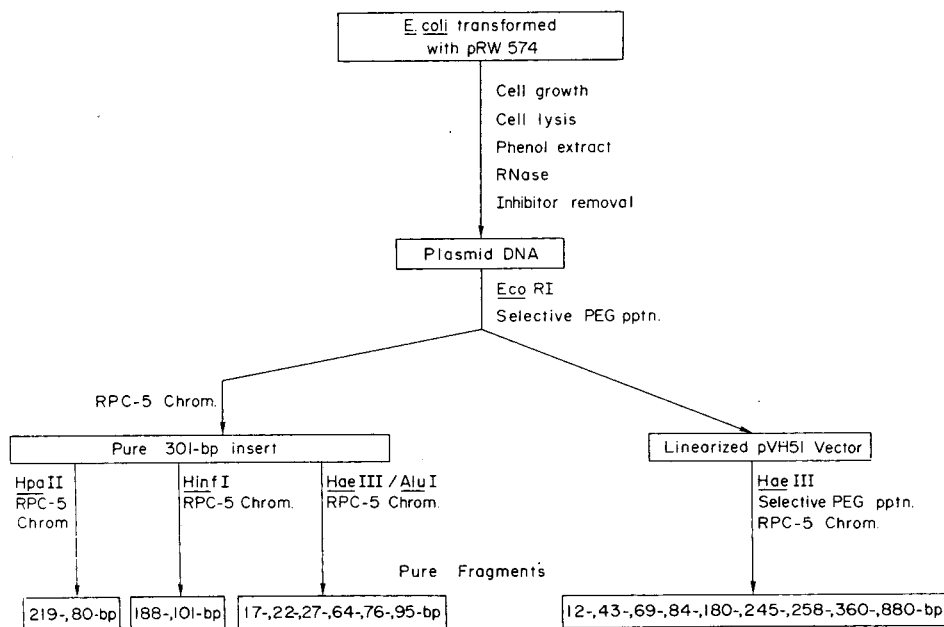 E. coli transformed
with pRW 574
Cell growth
Cell lysis
Phenol extract
RNase
Inhibitor removal
Plasmid DNA
Eco RI
Selective PEG pptn.
RPC-5 Chrom.
Pure 301-bp insert
Linearized pVH51 Vector
HpaII
RPC-5
Chrom
Hinf I
RPC-5 Chrom.
Hae III / Alu I
RPC-5 Chrom.
Hae III
Selective PEG pptn.
RPC-5 Chrom.
Pure Fragments
219-,80-bp
188-,101-bp
17-,22-,27-,64-,76-,95-bp
12-,43-,69-,84-,180-,245-,258-,360-,880-bp